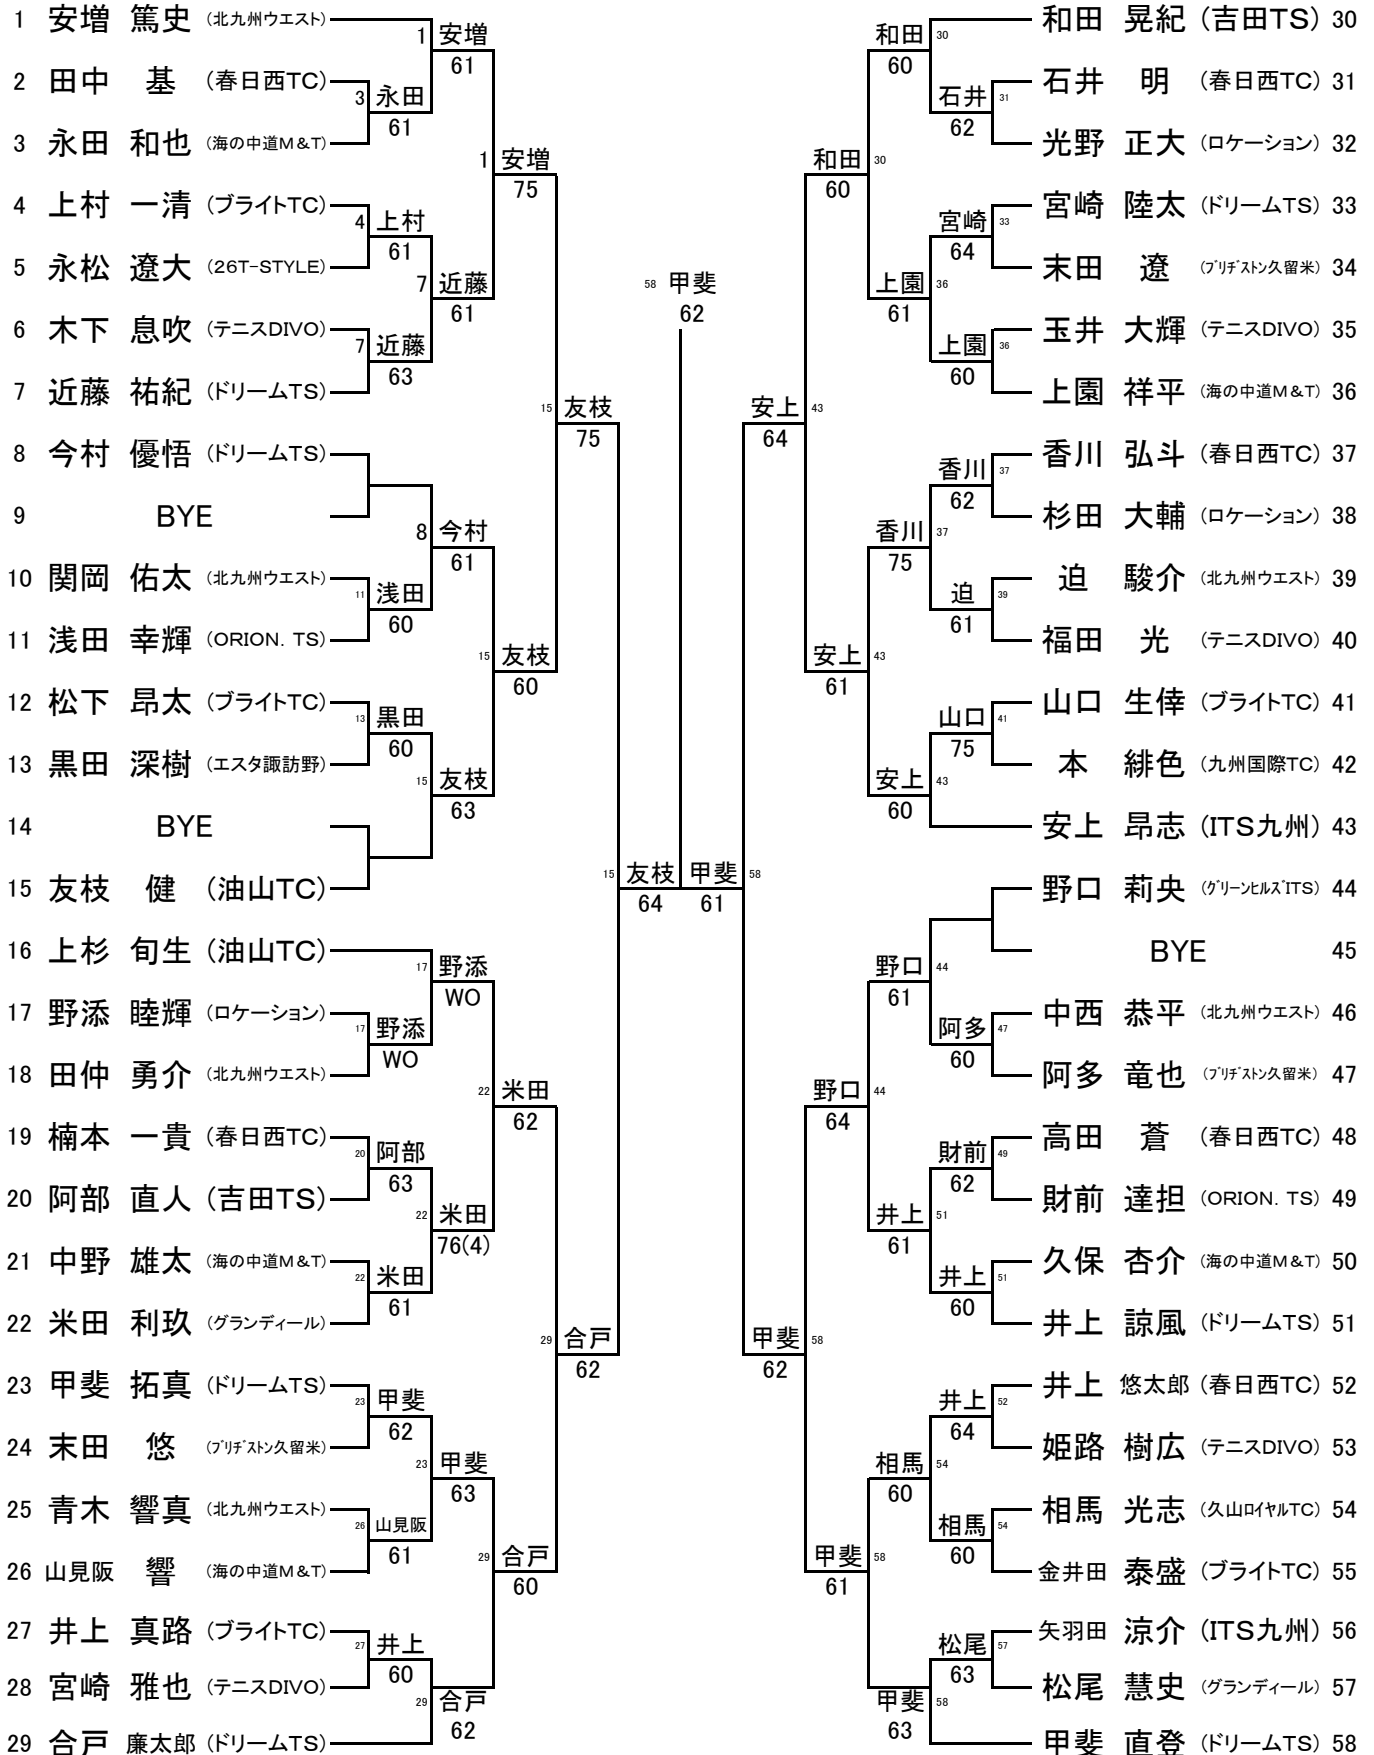 1 安増 篤史 (北九州ウエスト)
2 田中 基 (春日西TC)
3 永田 和也 (海の中道M&T)
4 上村 一清 (ブライトTC)
5 永松 遼大 (26T-STYLE)
6 木下 息吹 (テニスDIVO)
7 近藤 祐紀 (ドリームTS)
8 今村 優悟 (ドリームTS)
9 BYE
10 関岡 佑太 (北九州ウエスト)
11 浅田 幸輝 (ORION. TS)
12 松下 昂太 (ブライトTC)
13 黒田 深樹 (エスタ諏訪野)
14 BYE
15 友枝 健 (油山TC)
16 上杉 旬生 (油山TC)
17 野添 睦輝 (ロケーション)
18 田仲 勇介 (北九州ウエスト)
19 楠本 一貴 (春日西TC)
20 阿部 直人 (吉田TS)
21 中野 雄太 (海の中道M&T)
22 米田 利玖 (グランディール)
23 甲斐 拓真 (ドリームTS)
24 末田 悠 (ブリヂストン久留米)
25 青木 響真 (北九州ウエスト)
26 山見阪 響 (海の中道M&T)
27 井上 真路 (ブライトTC)
28 宮崎 雅也 (テニスDIVO)
29 合戸 廉太郎 (ドリームTS)
3 永田
61
4 上村
61
7 近藤
63
11 浅田
60
13 黒田
60
17 野添
WO
20 阿部
63
22 米田
61
23 甲斐
62
26 山見阪
61
27 井上
60
1 安増
61
7 近藤
61
8 今村
61
15 友枝
63
17 野添
WO
22 米田
76(4)
23 甲斐
63
29 合戸
62
1 安増
75
15 友枝
60
22 米田
62
29 合戸
60
15 友枝
75
29 合戸
62
15 友枝
64
58 甲斐
62
甲斐 58
61
安上 43
64
甲斐 58
62
和田 30
60
安上 43
61
野口 44
64
甲斐 58
61
和田 30
60
上園 36
61
香川 37
75
安上 43
60
野口 44
61
井上 51
61
相馬 54
60
甲斐 58
63
石井 31
62
宮崎 33
64
上園 36
60
香川 37
62
迫 39
61
山口 41
75
阿多 47
60
財前 49
62
井上 51
60
井上 52
64
相馬 54
60
松尾 57
63
和田 晃紀 (吉田TS) 30
石井 明 (春日西TC) 31
光野 正大 (ロケーション) 32
宮崎 陸太 (ドリームTS) 33
末田 遼 (ブリヂストン久留米) 34
玉井 大輝 (テニスDIVO) 35
上園 祥平 (海の中道M&T) 36
香川 弘斗 (春日西TC) 37
杉田 大輔 (ロケーション) 38
迫 駿介 (北九州ウエスト) 39
福田 光 (テニスDIVO) 40
山口 生倖 (ブライトTC) 41
本 緋色 (九州国際TC) 42
安上 昂志 (ITS九州) 43
野口 莉央 (グリーンヒルズITS) 44
BYE 45
中西 恭平 (北九州ウエスト) 46
阿多 竜也 (ブリヂストン久留米) 47
高田 蒼 (春日西TC) 48
財前 達担 (ORION. TS) 49
久保 杏介 (海の中道M&T) 50
井上 諒風 (ドリームTS) 51
井上 悠太郎 (春日西TC) 52
姫路 樹広 (テニスDIVO) 53
相馬 光志 (久山ロイヤルTC) 54
金井田 泰盛 (ブライトTC) 55
矢羽田 涼介 (ITS九州) 56
松尾 慧史 (グランディール) 57
甲斐 直登 (ドリームTS) 58